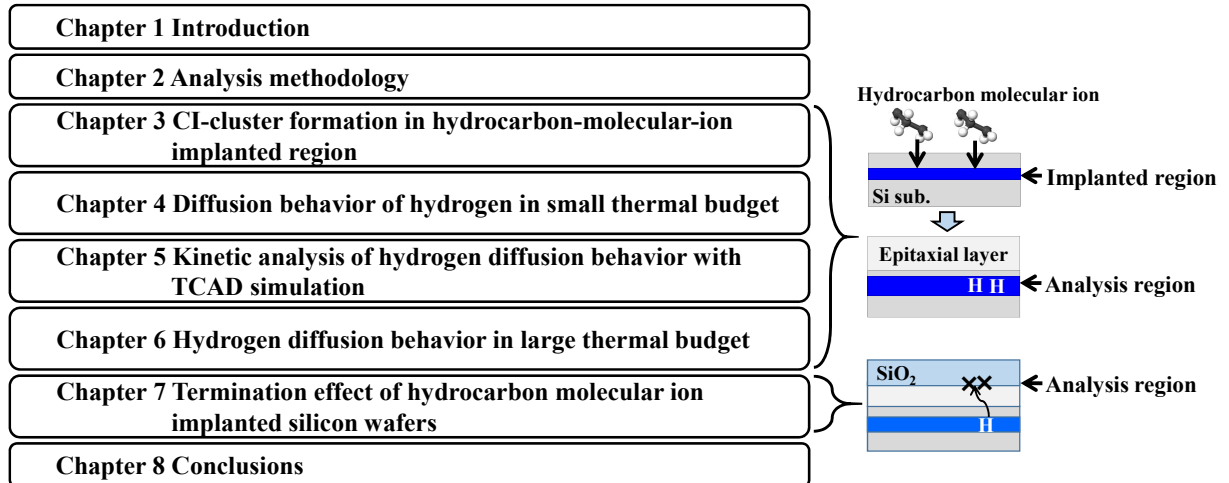 Chapter 1 Introduction
Chapter 2 Analysis methodology
Chapter 3 CI-cluster formation in hydrocarbon-molecular-ion
implanted region
Chapter 4 Diffusion behavior of hydrogen in small thermal budget
Chapter 5 Kinetic analysis of hydrogen diffusion behavior with
TCAD simulation
Chapter 6 Hydrogen diffusion behavior in large thermal budget
Chapter 7 Termination effect of hydrocarbon molecular ion
implanted silicon wafers
Chapter 8 Conclusions
Hydrocarbon molecular ion
Implanted region
Si sub.
Epitaxial layer
H H
Analysis region
SiO₂
Analysis region
H